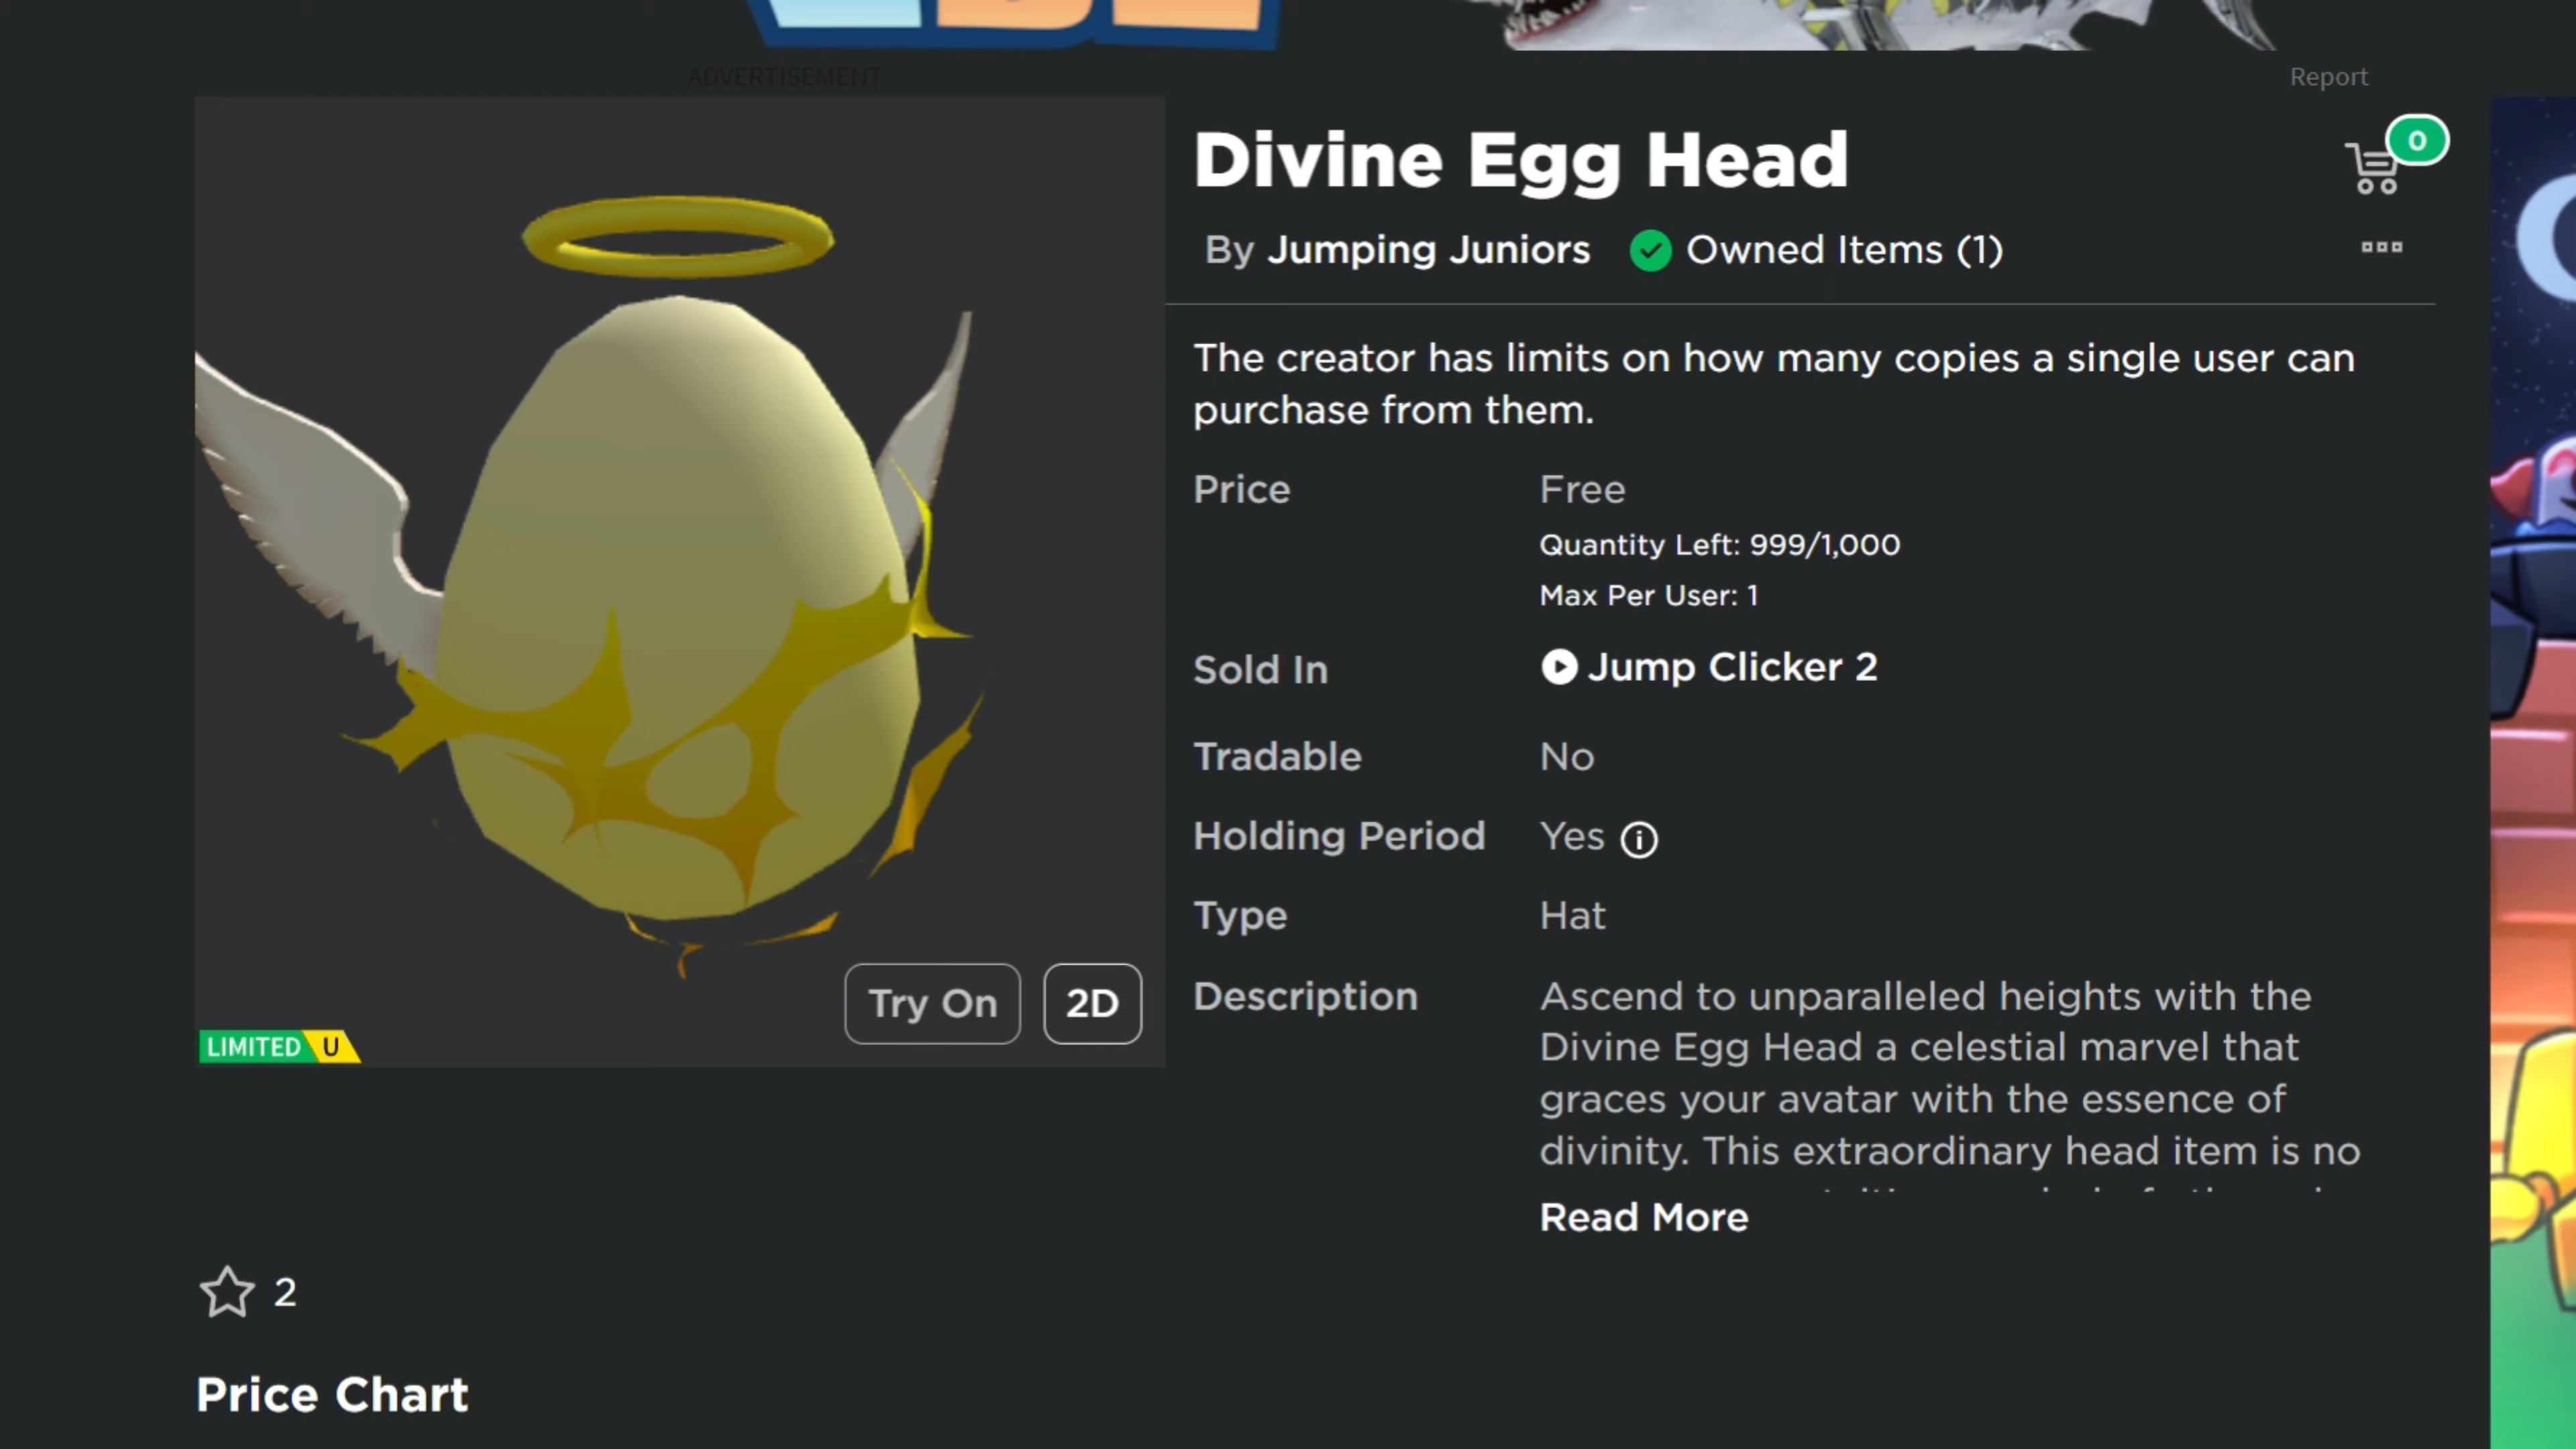 ADVERTISEMENT
Report
Divine Egg Head
0
By Jumping Juniors
Owned Items (1)
The creator has limits on how many copies a single user can
purchase from them.
Price
Free
Quantity Left: 999/1,000
Max Per User: 1
Sold In
Jump Clicker 2
Tradable
No
Holding Period
Yes
Type
Hat
Description
Ascend to unparalleled heights with the
Divine Egg Head a celestial marvel that
graces your avatar with the essence of
divinity. This extraordinary head item is no
Read More
Try On
2D
LIMITED U
2
Price Chart